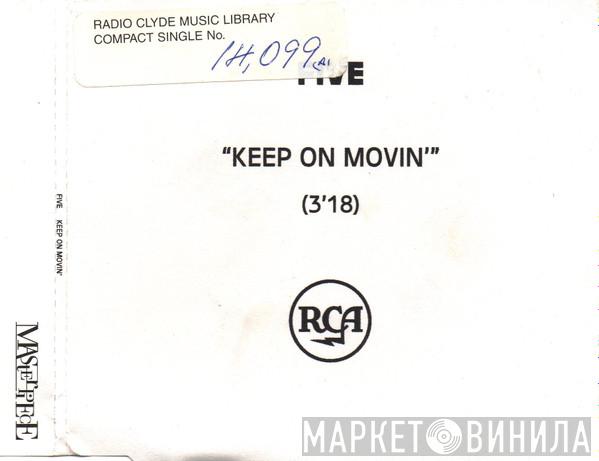 RADIO CLYDE MUSIC LIBRARY
COMPACT SINGLE No.
14,099
FIVE
“KEEP ON MOVIN’”
(3’18)
RCA
FIVE KEEP ON MOVIN'
MASTERPIECE
МАРКЕТ ВИНИЛА